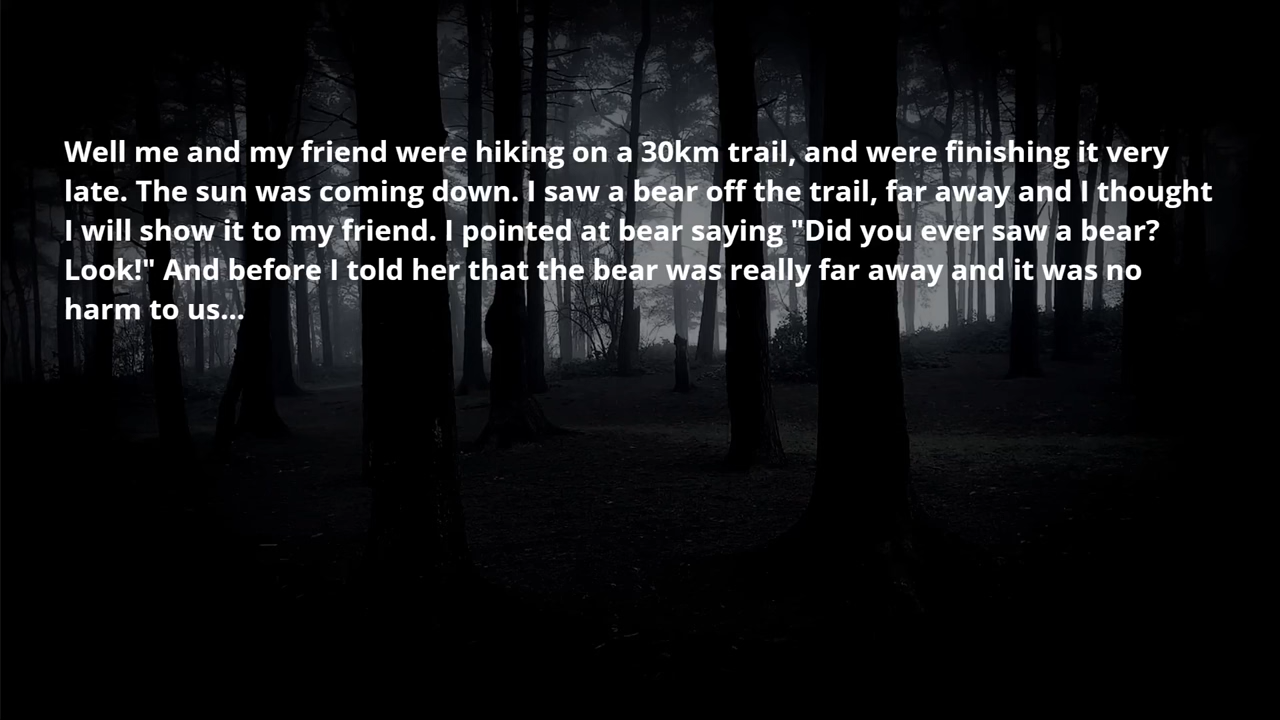 Well me and my friend were hiking on a 30km trail, and were finishing it very
late. The sun was coming down. I saw a bear off the trail, far away and I thought
I will show it to my friend. I pointed at bear saying "Did you ever saw a bear?
Look!" And before I told her that the bear was really far away and it was no
harm to us...